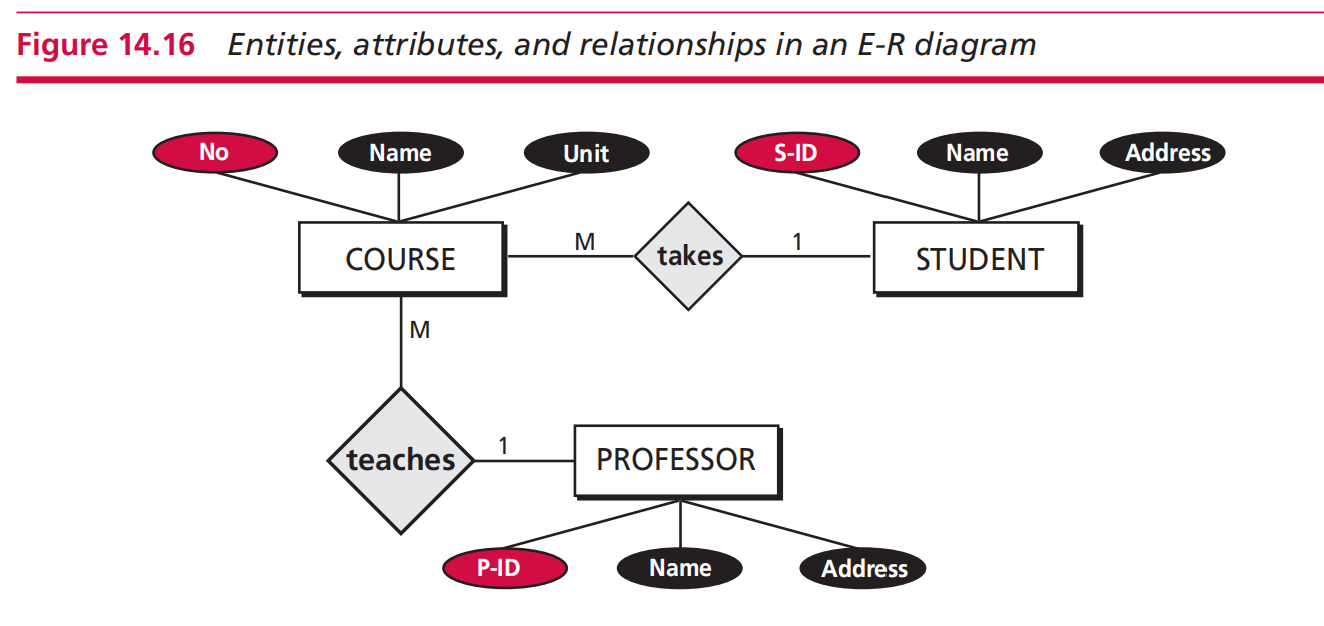 Figure 14.16 Entities, attributes, and relationships in an E-R diagram
No Name Unit S-ID Name Address
COURSE M takes 1 STUDENT
M
teaches 1 PROFESSOR
P-ID Name Address